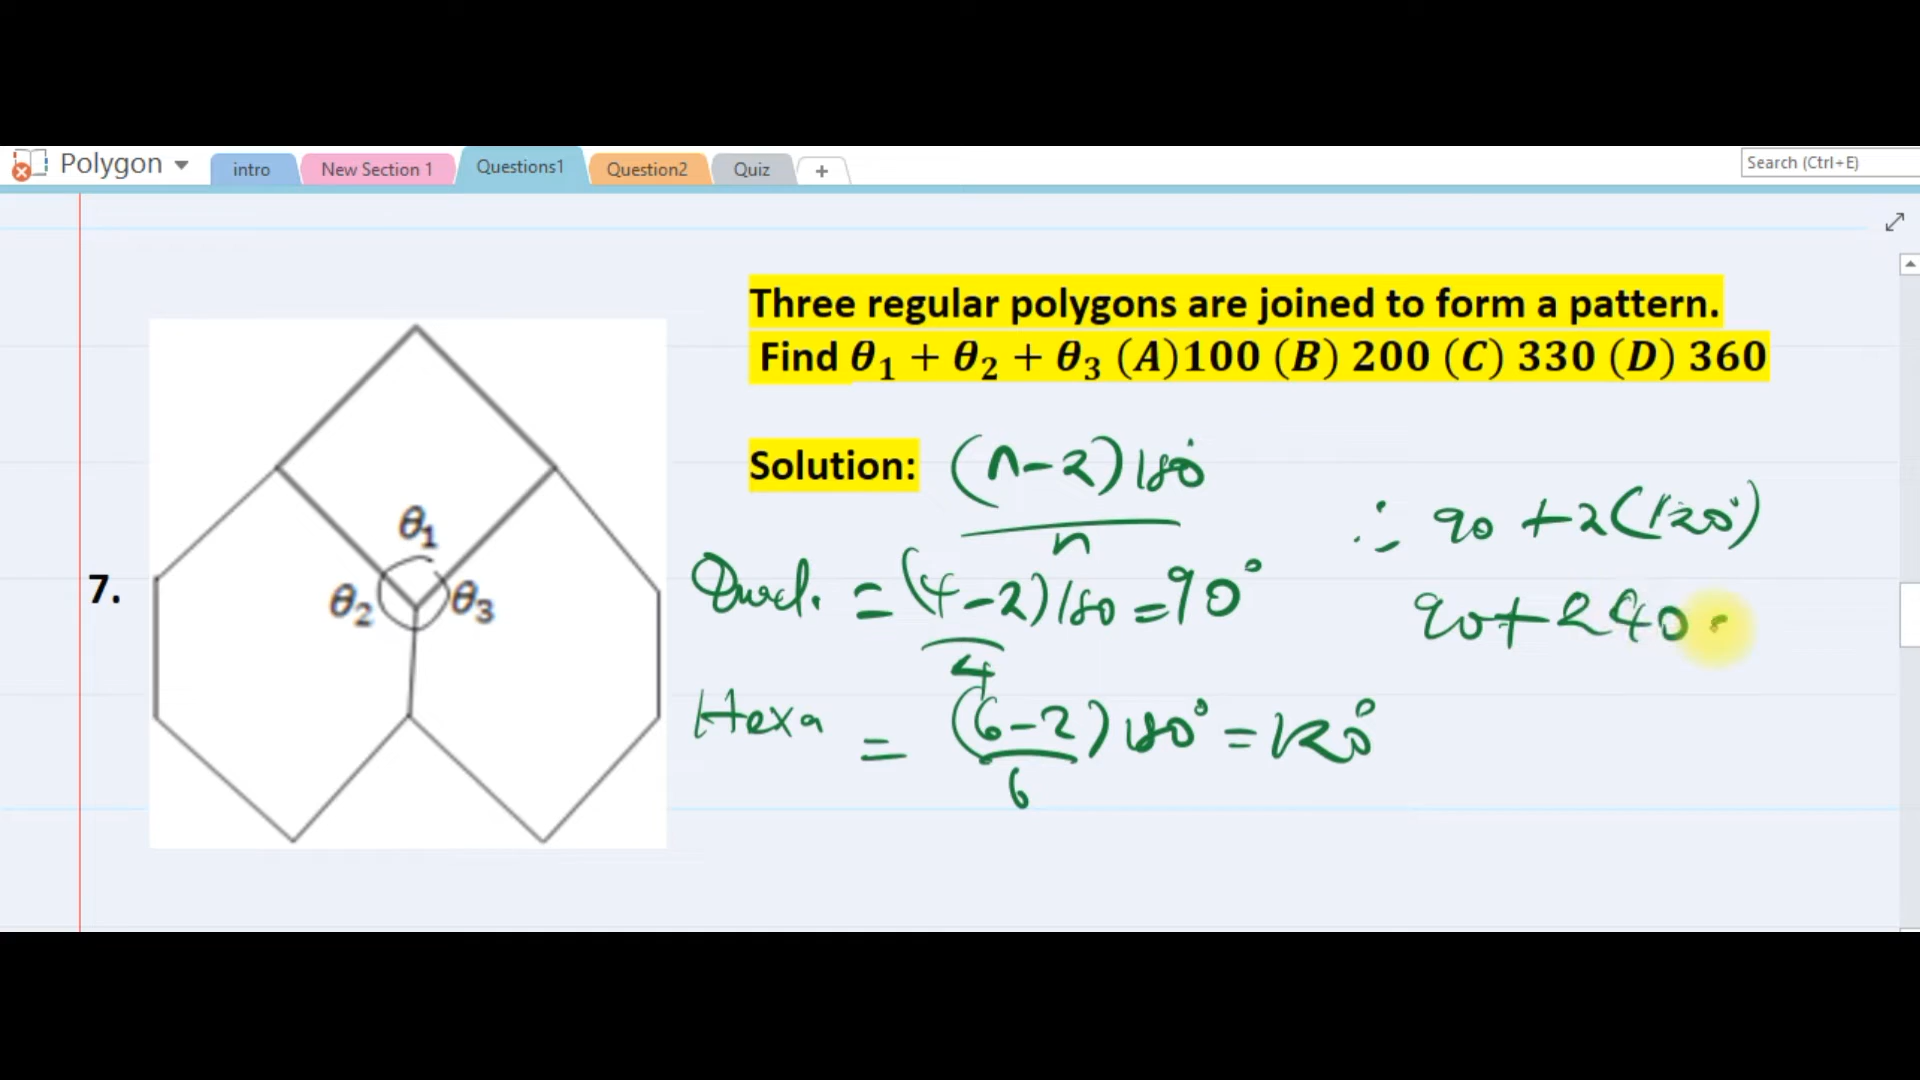 Polygon
intro
New Section 1
Questions1
Question2
Quiz
+
Search (Ctrl+E)
Three regular polygons are joined to form a pattern.
Find θ₁ + θ₂ + θ₃ (A)100 (B) 200 (C) 330 (D) 360
Solution: (n-2)180°
n
∴ 90 +2(120°)
Quad. = (4-2)180 = 90°
4
90+240°
Hexa = (6-2)180° = 120°
6
7.
θ₁
θ₂
θ₃